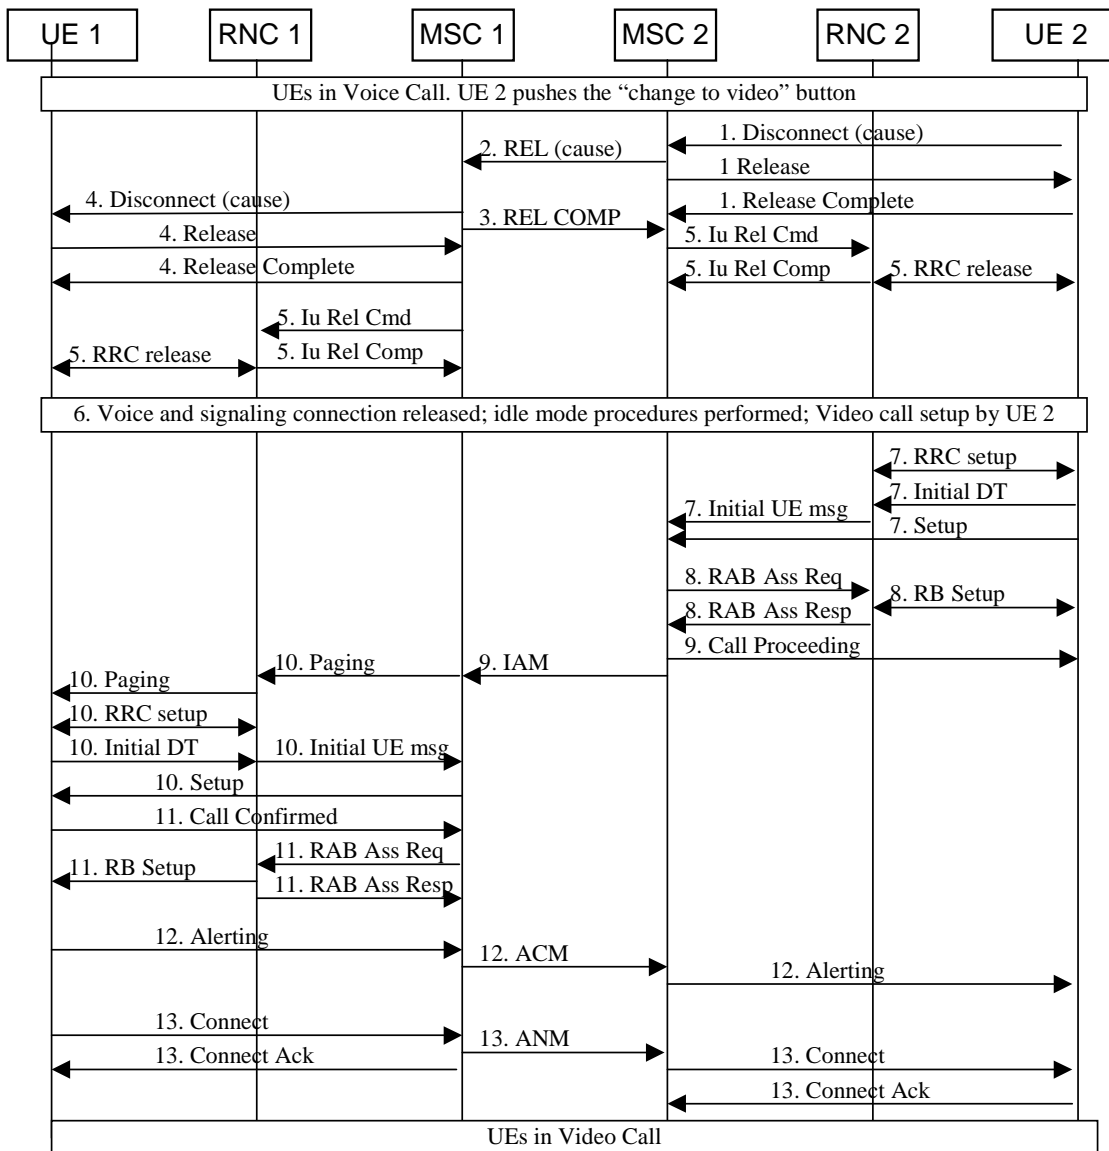 UE 1 RNC 1 MSC 1 MSC 2 RNC 2 UE 2
UEs in Voice Call. UE 2 pushes the “change to video” button
1. Disconnect (cause)
2. REL (cause)
1 Release
4. Disconnect (cause)
1. Release Complete
3. REL COMP
4. Release
5. Iu Rel Cmd
4. Release Complete
5. Iu Rel Comp
5. RRC release
5. Iu Rel Cmd
5. RRC release
5. Iu Rel Comp
6. Voice and signaling connection released; idle mode procedures performed; Video call setup by UE 2
7. RRC setup
7. Initial DT
7. Initial UE msg
7. Setup
8. RAB Ass Req
8. RB Setup
8. RAB Ass Resp
9. Call Proceeding
10. Paging
9. IAM
10. Paging
10. RRC setup
10. Initial DT
10. Initial UE msg
10. Setup
11. Call Confirmed
11. RAB Ass Req
11. RB Setup
11. RAB Ass Resp
12. Alerting
12. ACM
12. Alerting
13. Connect
13. ANM
13. Connect Ack
13. Connect
13. Connect Ack
UEs in Video Call